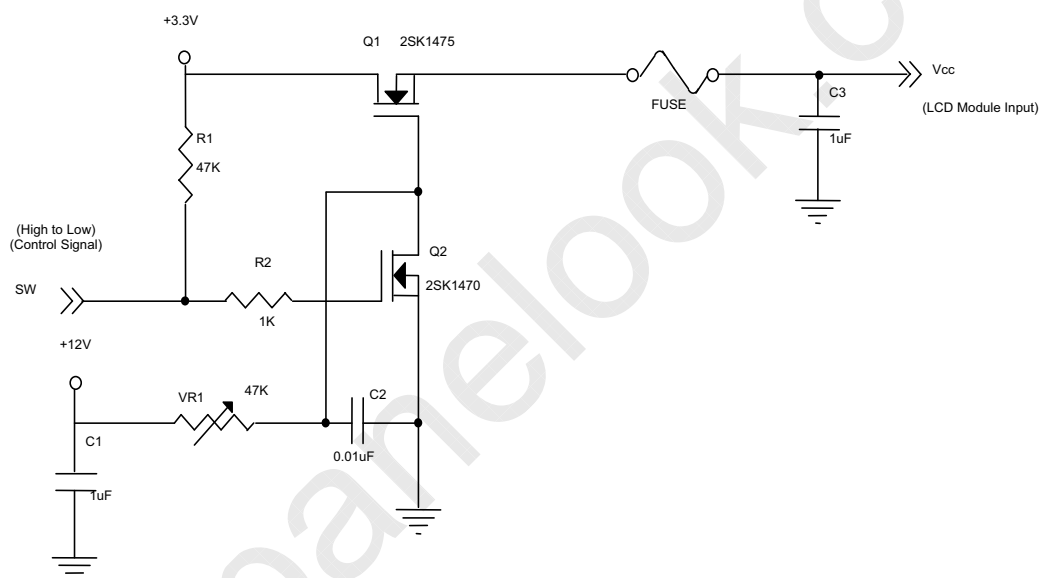 +3.3V
Q1 2SK1475
Vcc
FUSE
C3
(LCD Module Input)
1uF
R1
47K
(High to Low)
(Control Signal)
Q2
R2
2SK1470
SW
1K
+12V
VR1
47K
C2
C1
0.01uF
1uF
panelook.c